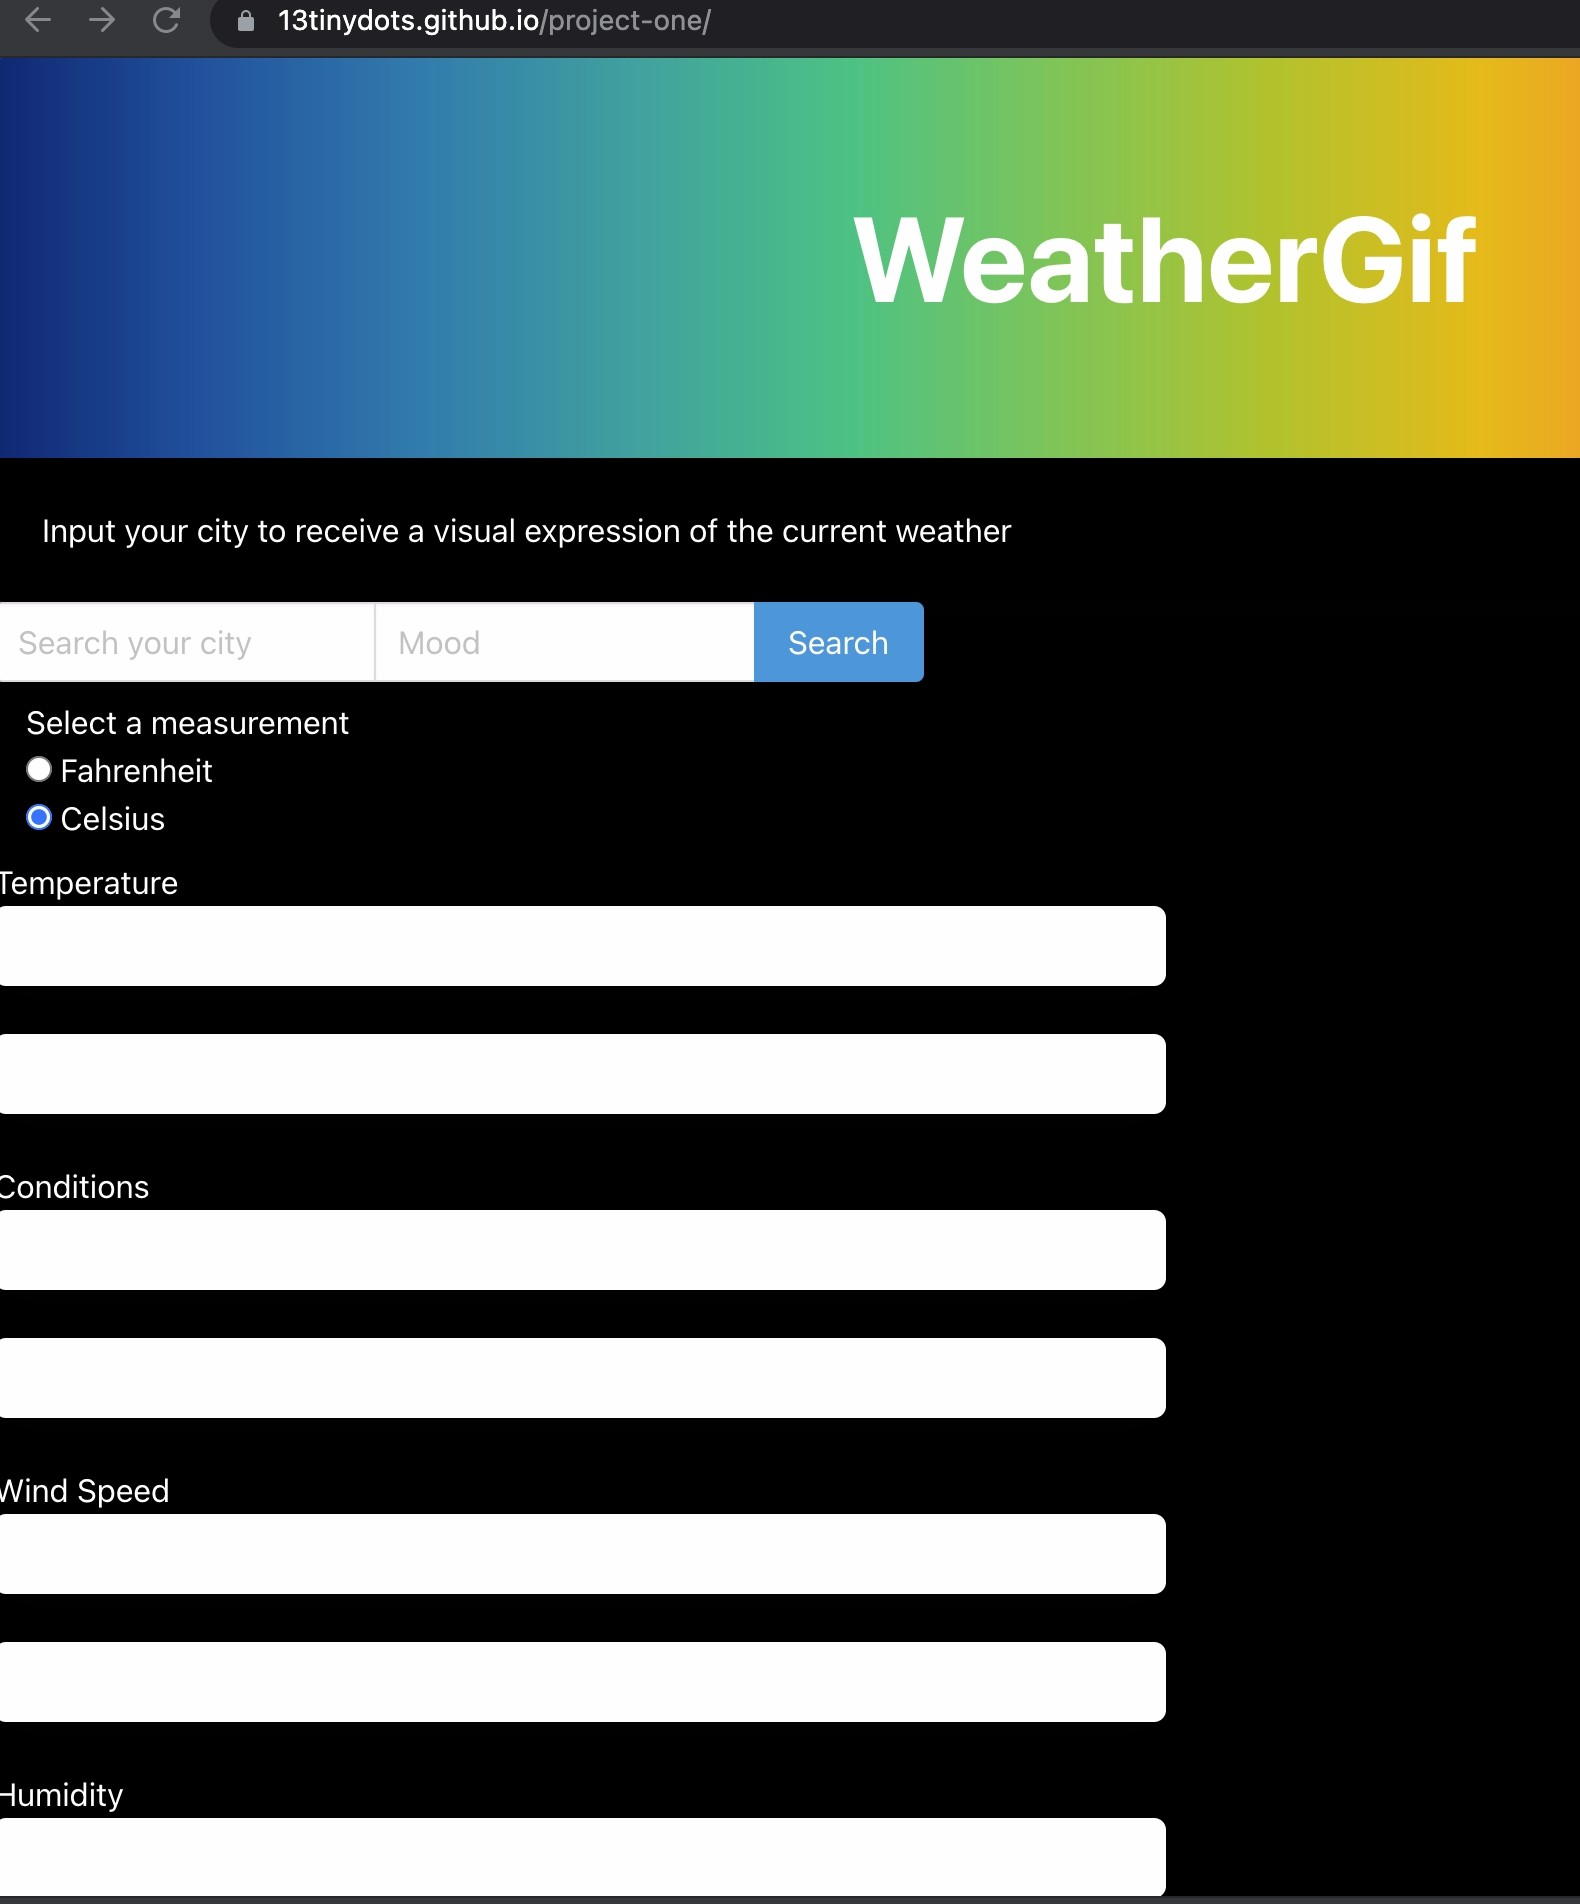 13tinydots.github.io/project-one/
WeatherGif
Input your city to receive a visual expression of the current weather
Search your city Mood Search
Select a measurement
Fahrenheit
Celsius
Temperature
Conditions
Wind Speed
Humidity